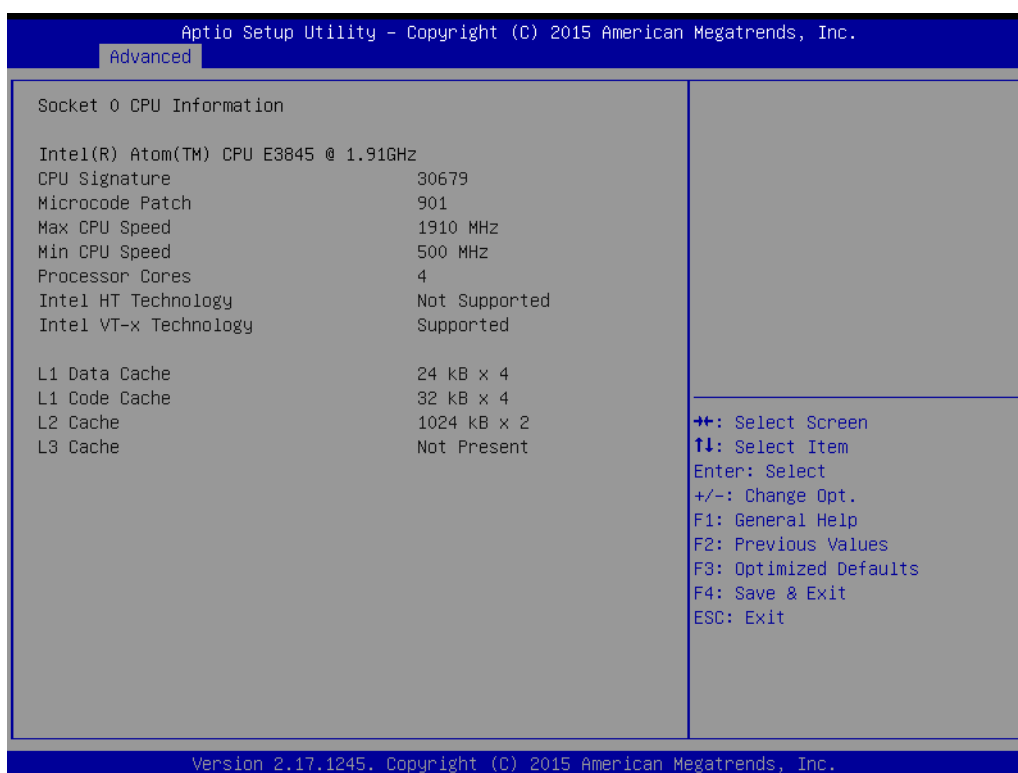 Aptio Setup Utility – Copyright (C) 2015 American Megatrends, Inc.
Advanced
Socket 0 CPU Information
Intel(R) Atom(TM) CPU E3845 @ 1.91GHz
CPU Signature 30679
Microcode Patch 901
Max CPU Speed 1910 MHz
Min CPU Speed 500 MHz
Processor Cores 4
Intel HT Technology Not Supported
Intel VT-x Technology Supported
L1 Data Cache 24 kB x 4
L1 Code Cache 32 kB x 4
L2 Cache 1024 kB x 2
L3 Cache Not Present
→←: Select Screen
↑↓: Select Item
Enter: Select
+/-: Change Opt.
F1: General Help
F2: Previous Values
F3: Optimized Defaults
F4: Save & Exit
ESC: Exit
Version 2.17.1245. Copyright (C) 2015 American Megatrends, Inc.